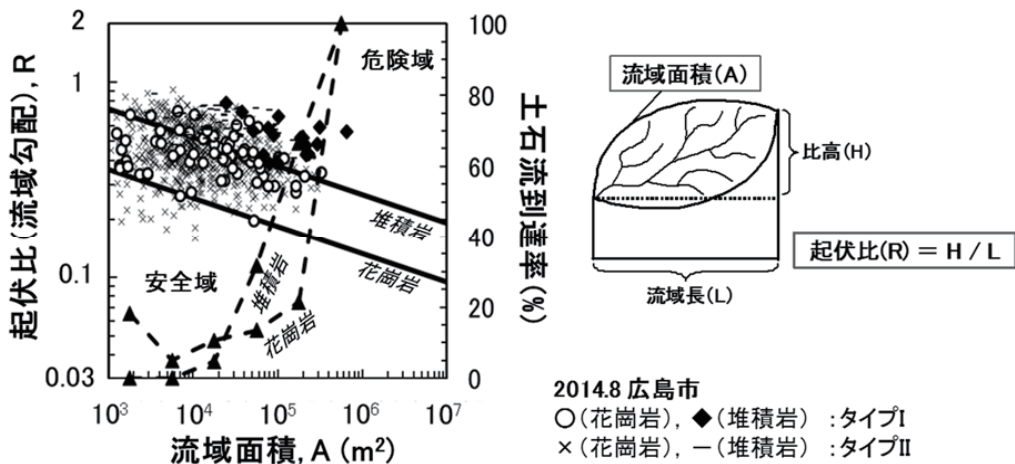 起伏比(流域勾配), R
2
1
0.1
0.03
危険域
安全域
堆積岩
花崗岩
堆積岩
花崗岩
100
80
60
40
20
0
土石流到達率(%)
10³ 10⁴ 10⁵ 10⁶ 10⁷
流域面積, A (m²)
流域面積(A)
比高(H)
起伏比(R) = H / L
流域長(L)
2014.8 広島市
○(花崗岩), ◆(堆積岩) :タイプI
×(花崗岩), −(堆積岩) :タイプII